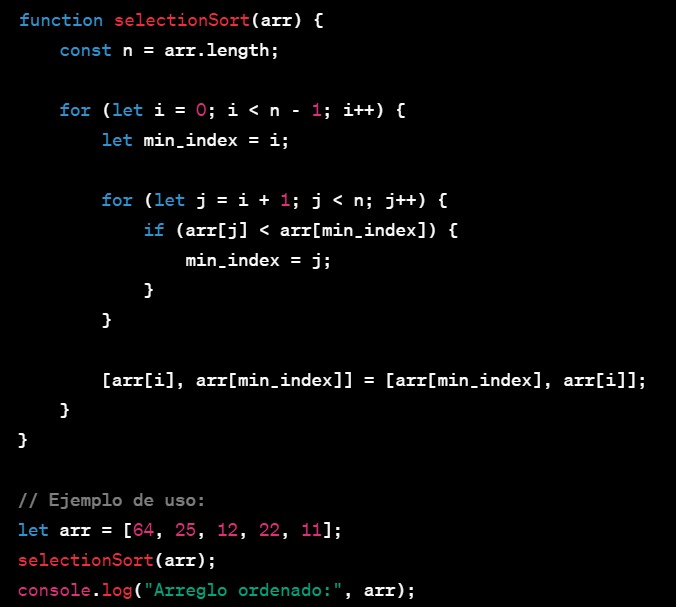 function selectionSort(arr) {
    const n = arr.length;

    for (let i = 0; i < n - 1; i++) {
        let min_index = i;

        for (let j = i + 1; j < n; j++) {
            if (arr[j] < arr[min_index]) {
                min_index = j;
            }
        }

        [arr[i], arr[min_index]] = [arr[min_index], arr[i]];
    }
}

// Ejemplo de uso:
let arr = [64, 25, 12, 22, 11];
selectionSort(arr);
console.log("Arreglo ordenado:", arr);